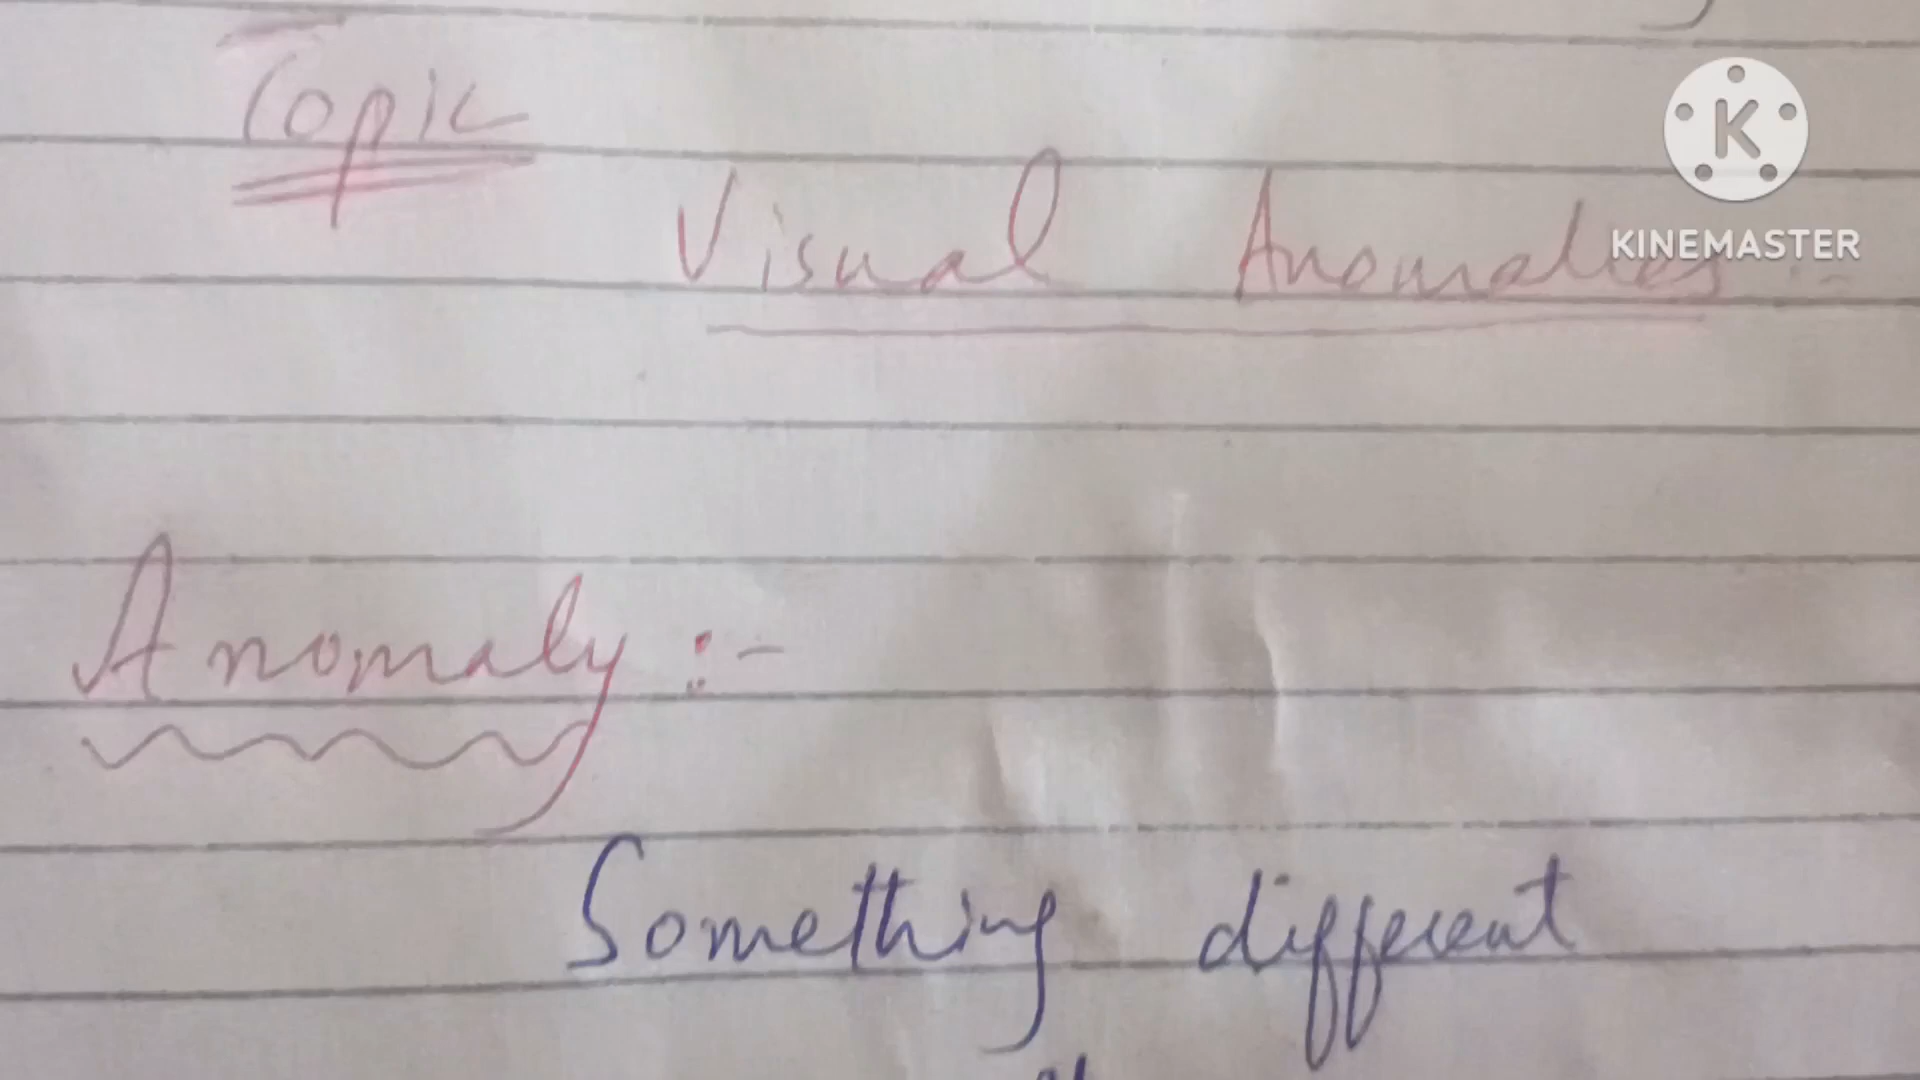 Topic
Visual Anomalies :-
KINEMASTER
Anomaly :-
Something different